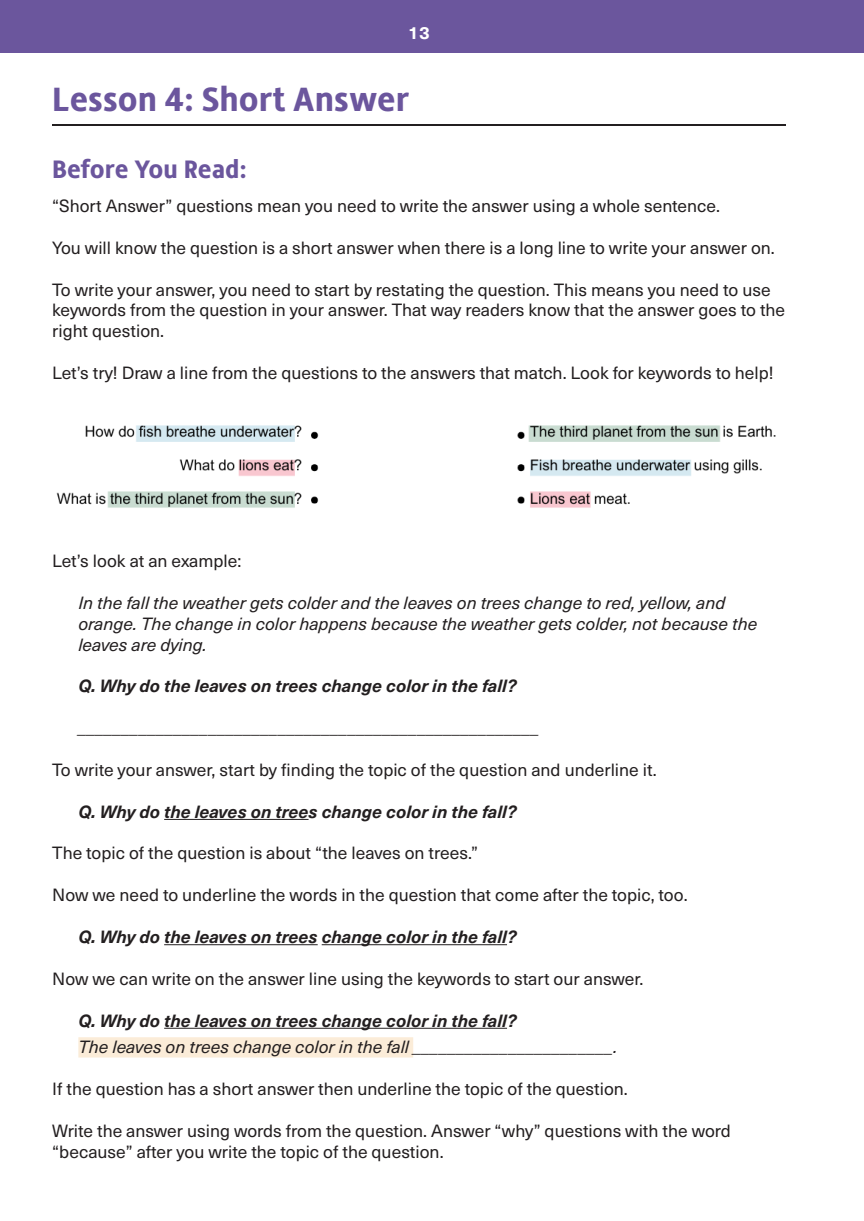 13
Lesson 4: Short Answer
Before You Read:
“Short Answer” questions mean you need to write the answer using a whole sentence.
You will know the question is a short answer when there is a long line to write your answer on.
To write your answer, you need to start by restating the question. This means you need to use
keywords from the question in your answer. That way readers know that the answer goes to the
right question.
Let’s try! Draw a line from the questions to the answers that match. Look for keywords to help!
How do fish breathe underwater? • • The third planet from the sun is Earth.
What do lions eat? • • Fish breathe underwater using gills.
What is the third planet from the sun? • • Lions eat meat.
Let’s look at an example:
In the fall the weather gets colder and the leaves on trees change to red, yellow, and
orange. The change in color happens because the weather gets colder, not because the
leaves are dying.
Q. Why do the leaves on trees change color in the fall?
To write your answer, start by finding the topic of the question and underline it.
Q. Why do the leaves on trees change color in the fall?
The topic of the question is about “the leaves on trees.”
Now we need to underline the words in the question that come after the topic, too.
Q. Why do the leaves on trees change color in the fall?
Now we can write on the answer line using the keywords to start our answer.
Q. Why do the leaves on trees change color in the fall?
The leaves on trees change color in the fall ______________________.
If the question has a short answer then underline the topic of the question.
Write the answer using words from the question. Answer “why” questions with the word
“because” after you write the topic of the question.